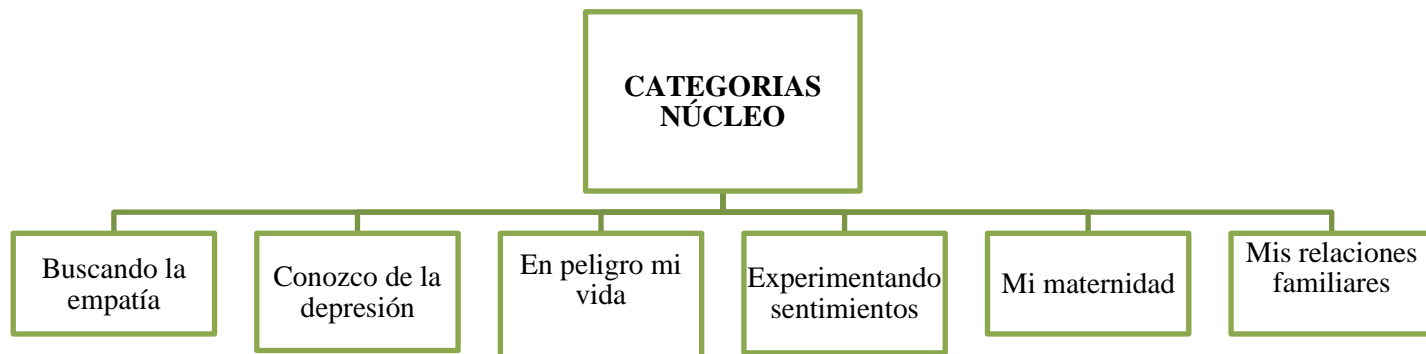 CATEGORIAS
NÚCLEO
Buscando la
empatía
Conozco de la
depresión
En peligro mi
vida
Experimentando
sentimientos
Mi maternidad
Mis relaciones
familiares